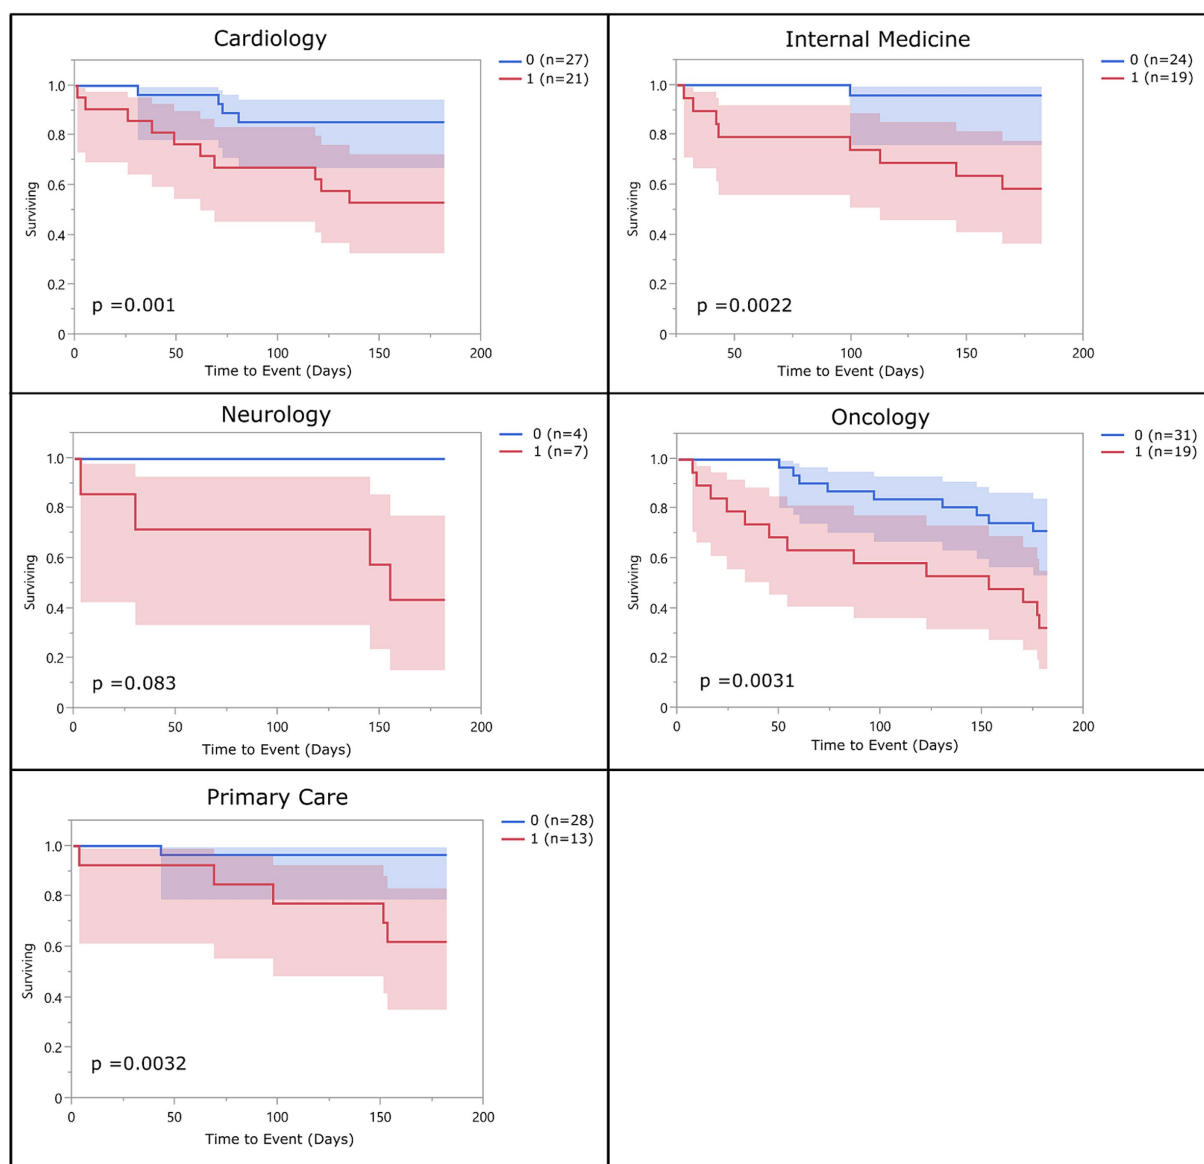 Cardiology
0 (n=27)
1 (n=21)
1.0
0.8
0.6
0.4
0.2
0
Surviving
p =0.001
0 50 100 150 200
Time to Event (Days)
Internal Medicine
0 (n=24)
1 (n=19)
1.0
0.8
0.6
0.4
0.2
0
Surviving
p =0.0022
50 100 150 200
Time to Event (Days)
Neurology
0 (n=4)
1 (n=7)
1.0
0.8
0.6
0.4
0.2
0
Surviving
p =0.083
0 50 100 150 200
Time to Event (Days)
Oncology
0 (n=31)
1 (n=19)
1.0
0.8
0.6
0.4
0.2
0
Surviving
p =0.0031
0 50 100 150 200
Time to Event (Days)
Primary Care
0 (n=28)
1 (n=13)
1.0
0.8
0.6
0.4
0.2
0
Surviving
p =0.0032
0 50 100 150 200
Time to Event (Days)